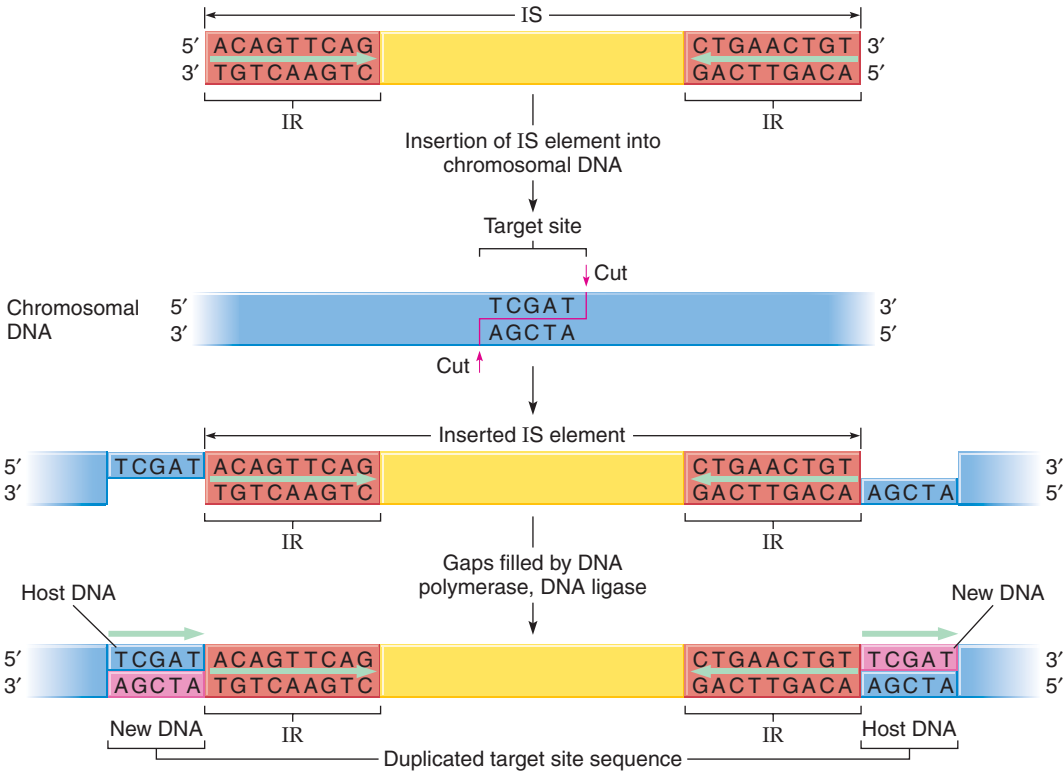 IS
5′ ACAGTTCAG CTGAACTGT 3′
3′ TGTCAAGTC GACTTGACA 5′
IR IR
Insertion of IS element into
chromosomal DNA
Target site
Cut
Chromosomal
DNA
5′ TCGAT 3′
3′ AGCTA 5′
Cut
Inserted IS element
5′ TCGAT ACAGTTCAG CTGAACTGT 3′
3′ TGTCAAGTC GACTTGACA AGCTA 5′
IR IR
Gaps filled by DNA
polymerase, DNA ligase
Host DNA New DNA
5′ TCGAT ACAGTTCAG CTGAACTGT TCGAT 3′
3′ AGCTA TGTCAAGTC GACTTGACA AGCTA 5′
New DNA IR IR Host DNA
Duplicated target site sequence